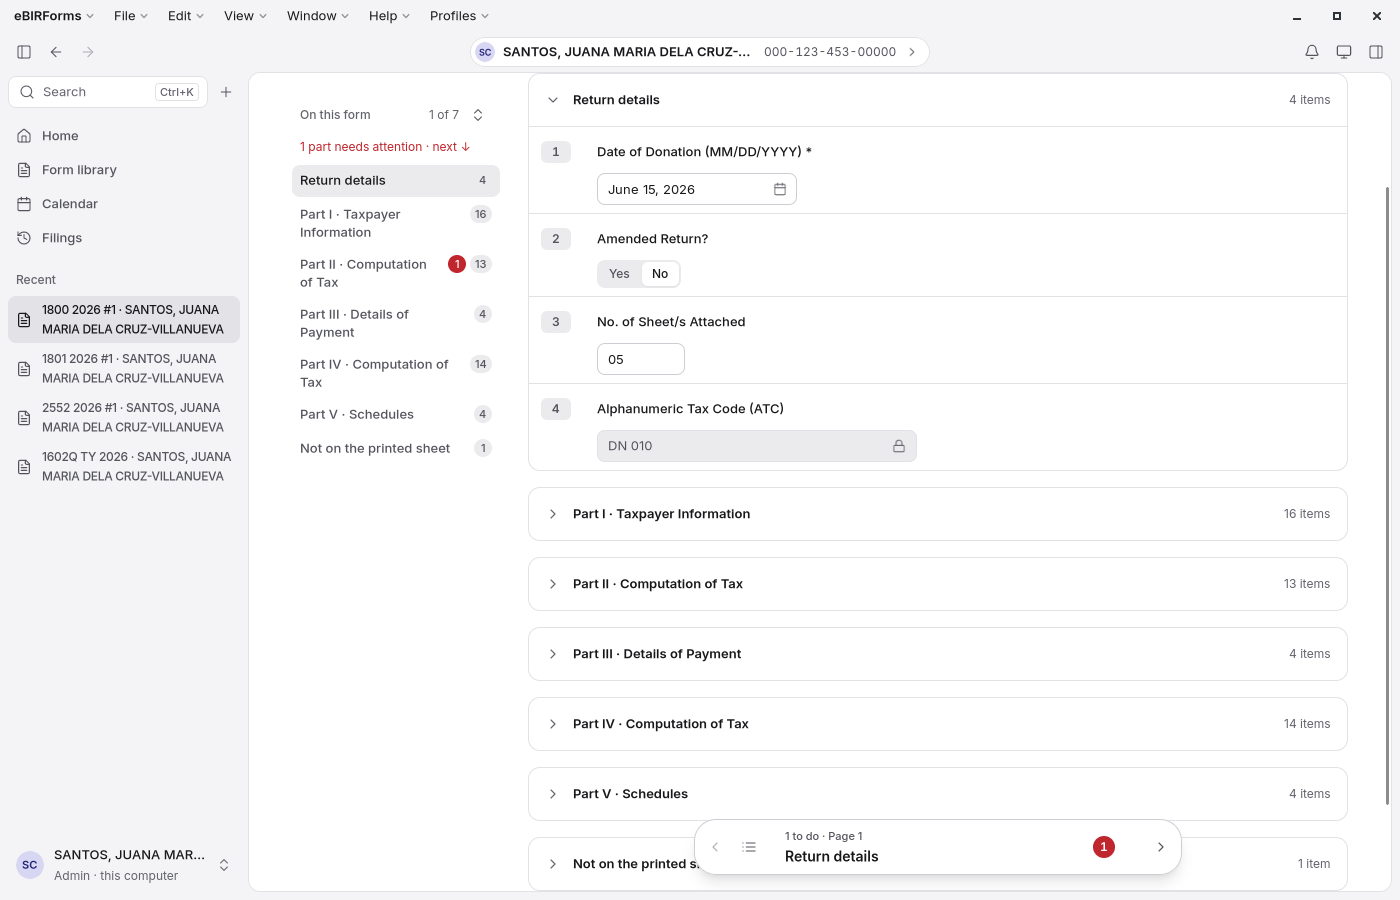 eBIRForms File Edit View Window Help Profiles
SC SANTOS, JUANA MARIA DELA CRUZ-... 000-123-453-00000
Search Ctrl+K
Home
Form library
Calendar
Filings
Recent
1800 2026 #1 · SANTOS, JUANA
MARIA DELA CRUZ-VILLANUEVA
1801 2026 #1 · SANTOS, JUANA
MARIA DELA CRUZ-VILLANUEVA
2552 2026 #1 · SANTOS, JUANA
MARIA DELA CRUZ-VILLANUEVA
1602Q TY 2026 · SANTOS, JUANA
MARIA DELA CRUZ-VILLANUEVA
SC SANTOS, JUANA MAR...
Admin · this computer
On this form 1 of 7
1 part needs attention · next ↓
Return details 4
Part I · Taxpayer 16
Information
Part II · Computation 1 13
of Tax
Part III · Details of 4
Payment
Part IV · Computation of 14
Tax
Part V · Schedules 4
Not on the printed sheet 1
Return details 4 items
1 Date of Donation (MM/DD/YYYY) *
June 15, 2026
2 Amended Return?
Yes No
3 No. of Sheet/s Attached
05
4 Alphanumeric Tax Code (ATC)
DN 010
Part I · Taxpayer Information 16 items
Part II · Computation of Tax 13 items
Part III · Details of Payment 4 items
Part IV · Computation of Tax 14 items
Part V · Schedules 4 items
Not on the printed s 1 item
1 to do · Page 1
Return details 1